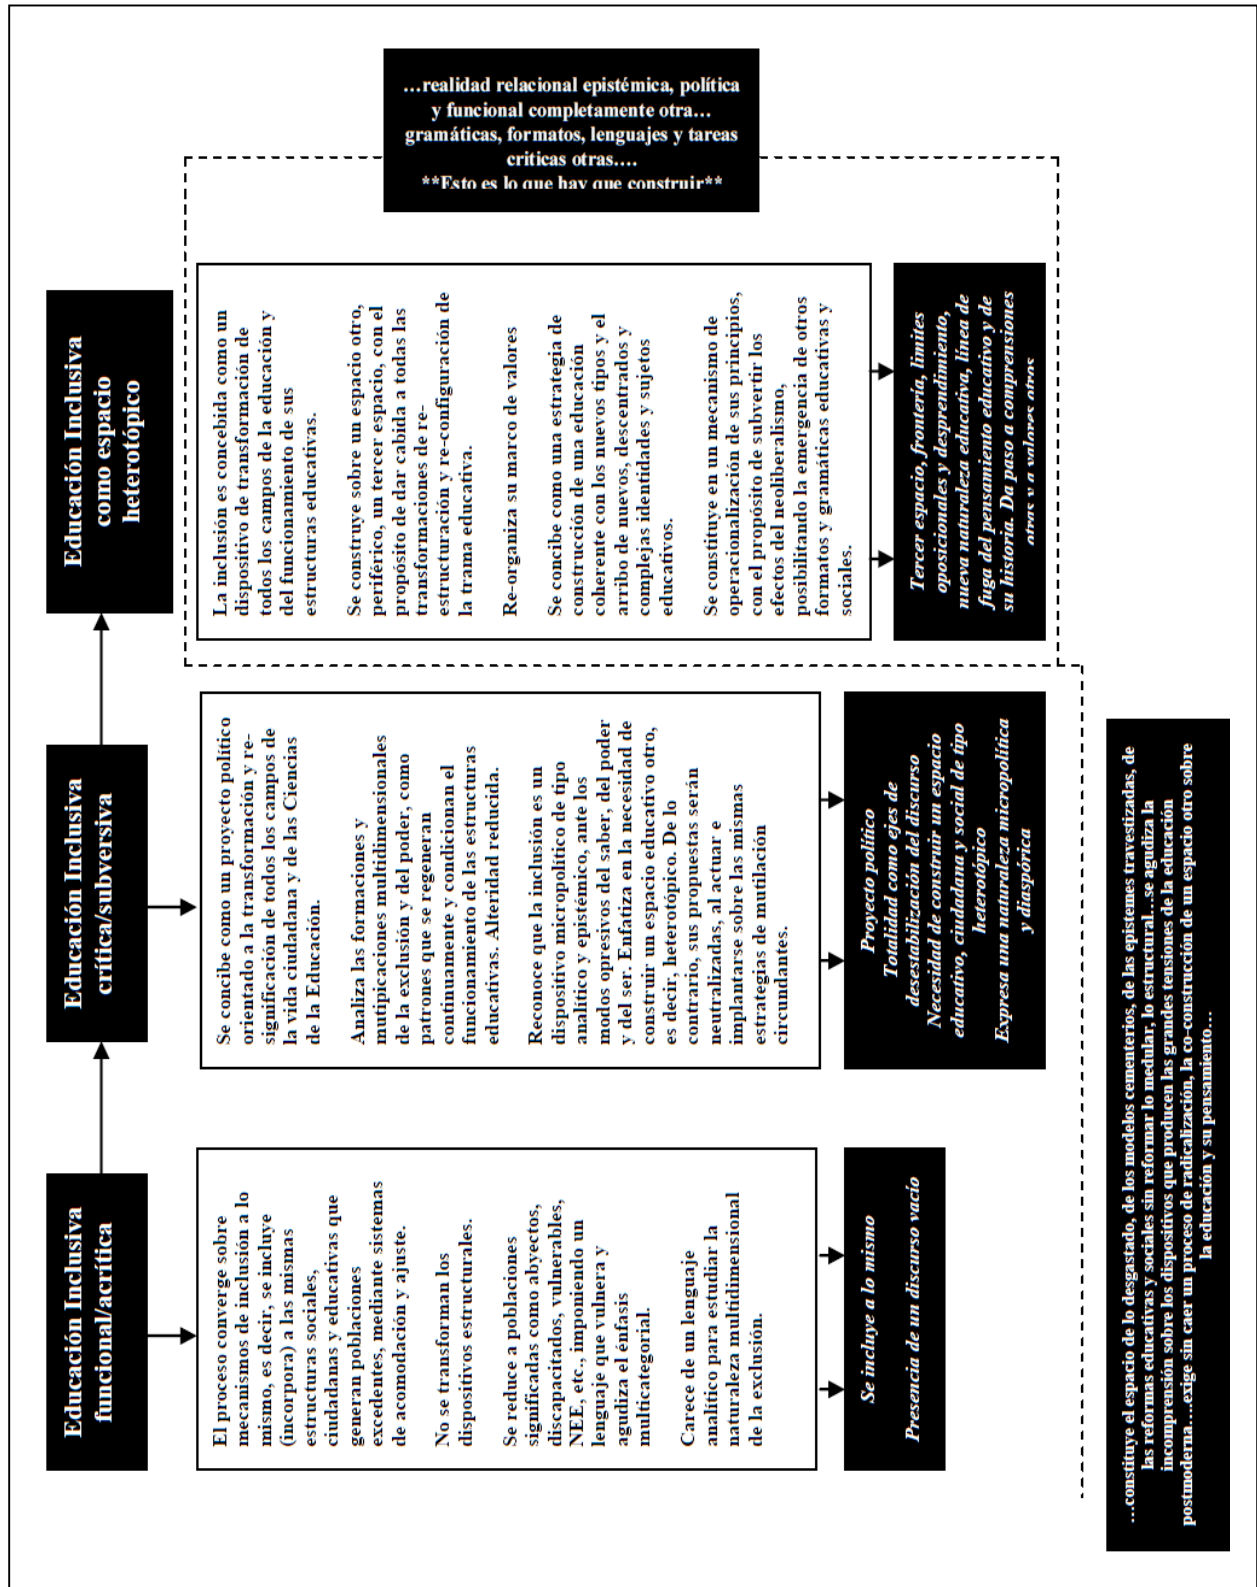 Educación Inclusiva
funcional/acrítica
El proceso converge sobre
mecanismos de inclusión a lo
mismo, es decir, se incluye
(incorpora) a las mismas
estructuras sociales,
ciudadanas y educativas que
generan poblaciones
excedentes, mediante sistemas
de acomodación y ajuste.
No se transforman los
dispositivos estructurales.
Se reduce a poblaciones
significadas como abyectos,
discapacitados, vulnerables,
NEE, etc., imponiendo un
lenguaje que vulnera y
agudiza el énfasis
multicategorial.
Carece de un lenguaje
analítico para estudiar la
naturaleza multidimensional
de la exclusión.
Se incluye a lo mismo
Presencia de un discurso vacío
Educación Inclusiva
crítica/subversiva
Se concibe como un proyecto político
orientado a la transformación y re-
significación de todos los campos de
la vida ciudadana y de las Ciencias
de la Educación.
Analiza las formaciones y
mutipicaciones multidimensionales
de la exclusión y del poder, como
patrones que se regeneran
continuamente y condicionan el
funcionamiento de las estructuras
educativas. Alteridad reducida.
Reconoce que la inclusión es un
dispositivo micropolítico de tipo
analítico y epistémico, ante los
modos opresivos del saber, del poder
y del ser. Enfatiza en la necesidad de
construir un espacio educativo otro,
es decir, heterotópico. De lo
contrario, sus propuestas serán
neutralizadas, al actuar e
implantarse sobre las mismas
estrategias de mutilación
circundantes.
Proyecto político
Totalidad como ejes de
desestabilización del discurso
Necesidad de construir un espacio
educativo, ciudadana y social de tipo
heterotópico
Expresa una naturaleza micropolítica
y diaspórica
Educación Inclusiva
como espacio
heterotópico
La inclusión es concebida como un
dispositivo de transformación de
todos los campos de la educación y
del funcionamiento de sus
estructuras educativas.
Se construye sobre un espacio otro,
periférico, un tercer espacio, con el
propósito de dar cabida a todas las
transformaciones de re-
estructuración y re-configuración de
la trama educativa.
Re-organiza su marco de valores
Se concibe como una estrategia de
construcción de una educación
coherente con los nuevos tipos y el
arribo de nuevos, descentrados y
complejas identidades y sujetos
educativos.
Se constituye en un mecanismo de
operacionalización de sus principios,
con el propósito de subvertir los
efectos del neoliberalismo,
posibilitando la emergencia de otros
formatos y gramáticas educativas y
sociales.
Tercer espacio, frontería, limites
oposicionales y desprendimiento,
nueva naturaleza educativa, linea de
fuga del pensamiento educativo y de
su historia. Da paso a comprensiones
otras y a valores otros
…realidad relacional epistémica, política
y funcional completamente otra…
gramáticas, formatos, lenguajes y tareas
criticas otras….
**Esto es lo que hay que construir**
…constituye el espacio de lo desgastado, de los modelos cementerios, de las epistemes travestizadas, de
las reformas educativas y sociales sin reformar lo medular, lo estructural…se agudiza la
incomprensión sobre los dispositivos que producen las grandes tensiones de la educación
postmoderna….exige sin caer un proceso de radicalización, la co-construcción de un espacio otro sobre
la educación y su pensamiento…